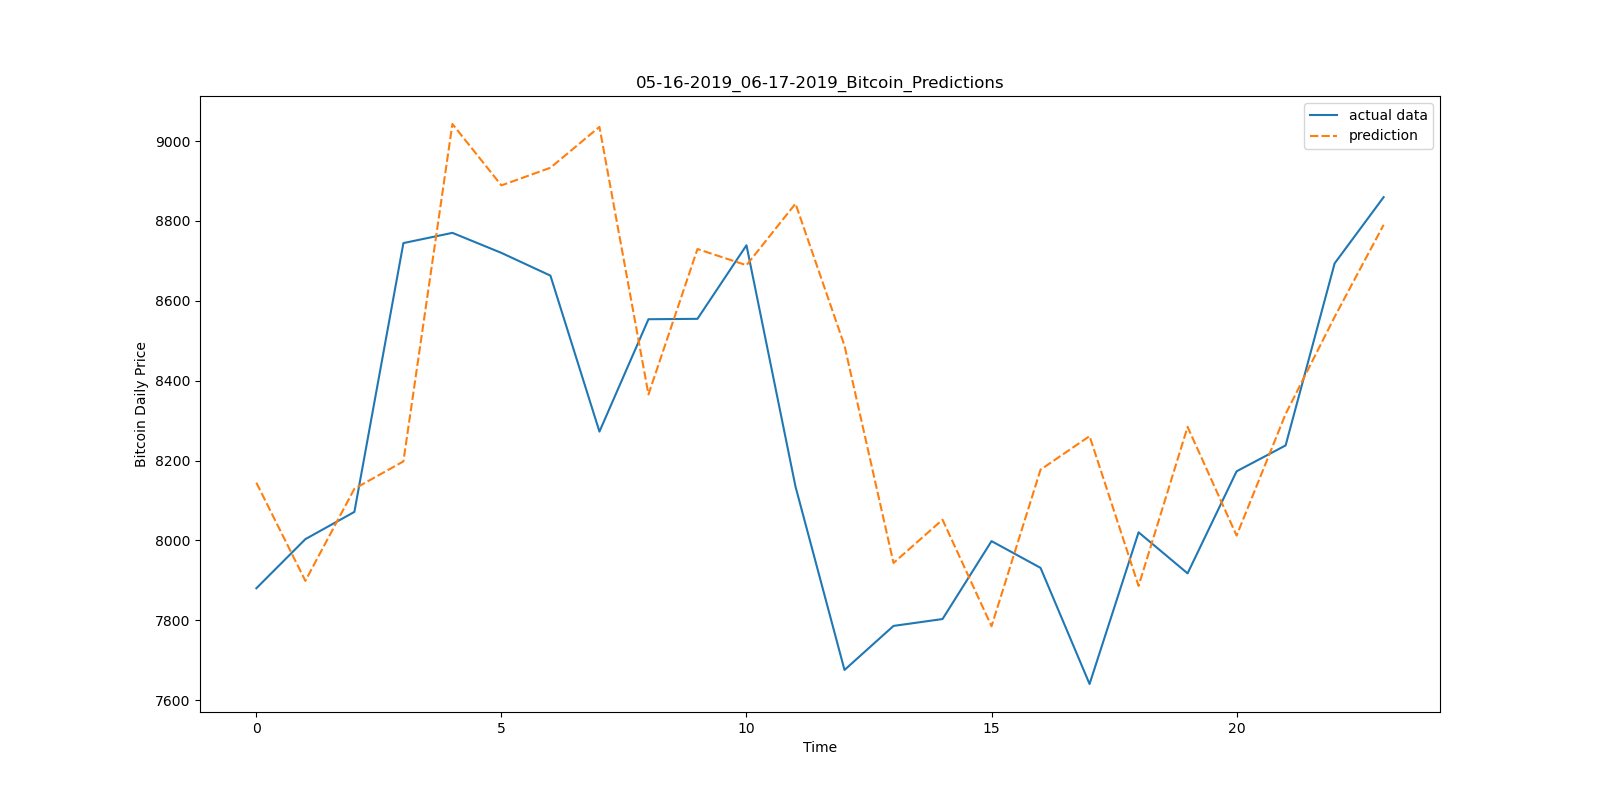 05-16-2019_06-17-2019_Bitcoin_Predictions
actual data
prediction
Bitcoin Daily Price
9000
8800
8600
8400
8200
8000
7800
7600
0 5 10 15 20
Time